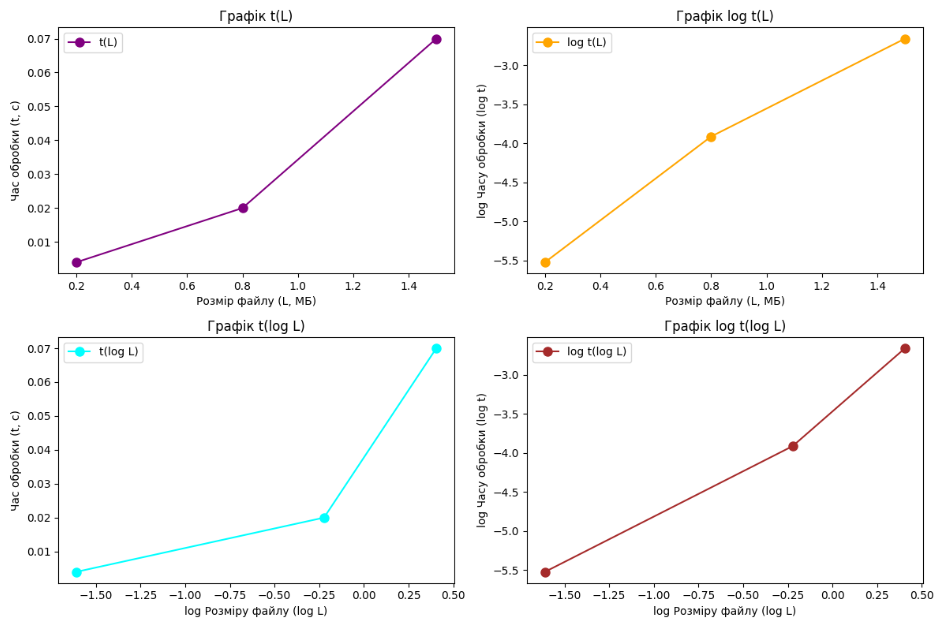 Графік t(L)
t(L)
Час обробки (t, с)
0.07
0.06
0.05
0.04
0.03
0.02
0.01
0.2 0.4 0.6 0.8 1.0 1.2 1.4
Розмір файлу (L, МБ)
Графік log t(L)
log t(L)
log Часу обробки (log t)
−3.0
−3.5
−4.0
−4.5
−5.0
−5.5
0.2 0.4 0.6 0.8 1.0 1.2 1.4
Розмір файлу (L, МБ)
Графік t(log L)
t(log L)
Час обробки (t, с)
0.07
0.06
0.05
0.04
0.03
0.02
0.01
−1.50 −1.25 −1.00 −0.75 −0.50 −0.25 0.00 0.25 0.50
log Розміру файлу (log L)
Графік log t(log L)
log t(log L)
log Часу обробки (log t)
−3.0
−3.5
−4.0
−4.5
−5.0
−5.5
−1.50 −1.25 −1.00 −0.75 −0.50 −0.25 0.00 0.25 0.50
log Розміру файлу (log L)